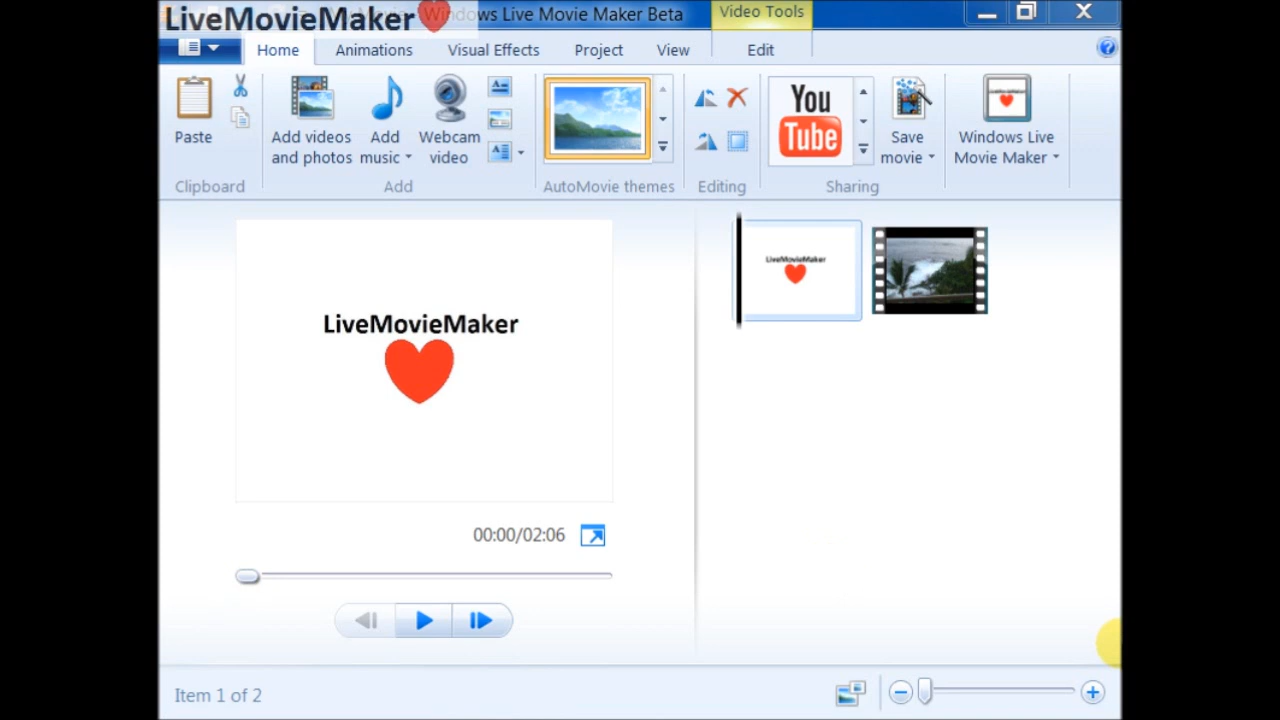 LiveMovieMaker
Windows Live Movie Maker Beta
Video Tools
Home
Animations
Visual Effects
Project
View
Edit
Paste
Clipboard
Add videos
and photos
Add
music
Webcam
video
Add
AutoMovie themes
Editing
You
Tube
Sharing
Save
movie
Windows Live
Movie Maker
LiveMovieMaker
LiveMovieMaker
00:00/02:06
Item 1 of 2